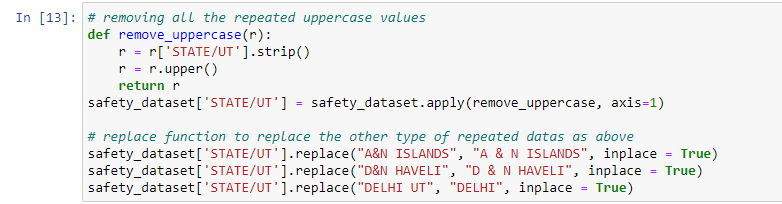 In [13]: # removing all the repeated uppercase values
def remove_uppercase(r):
    r = r['STATE/UT'].strip()
    r = r.upper()
    return r
safety_dataset['STATE/UT'] = safety_dataset.apply(remove_uppercase, axis=1)

# replace function to replace the other type of repeated datas as above
safety_dataset['STATE/UT'].replace("A&N ISLANDS", "A & N ISLANDS", inplace = True)
safety_dataset['STATE/UT'].replace("D&N HAVELI", "D & N HAVELI", inplace = True)
safety_dataset['STATE/UT'].replace("DELHI UT", "DELHI", inplace = True)